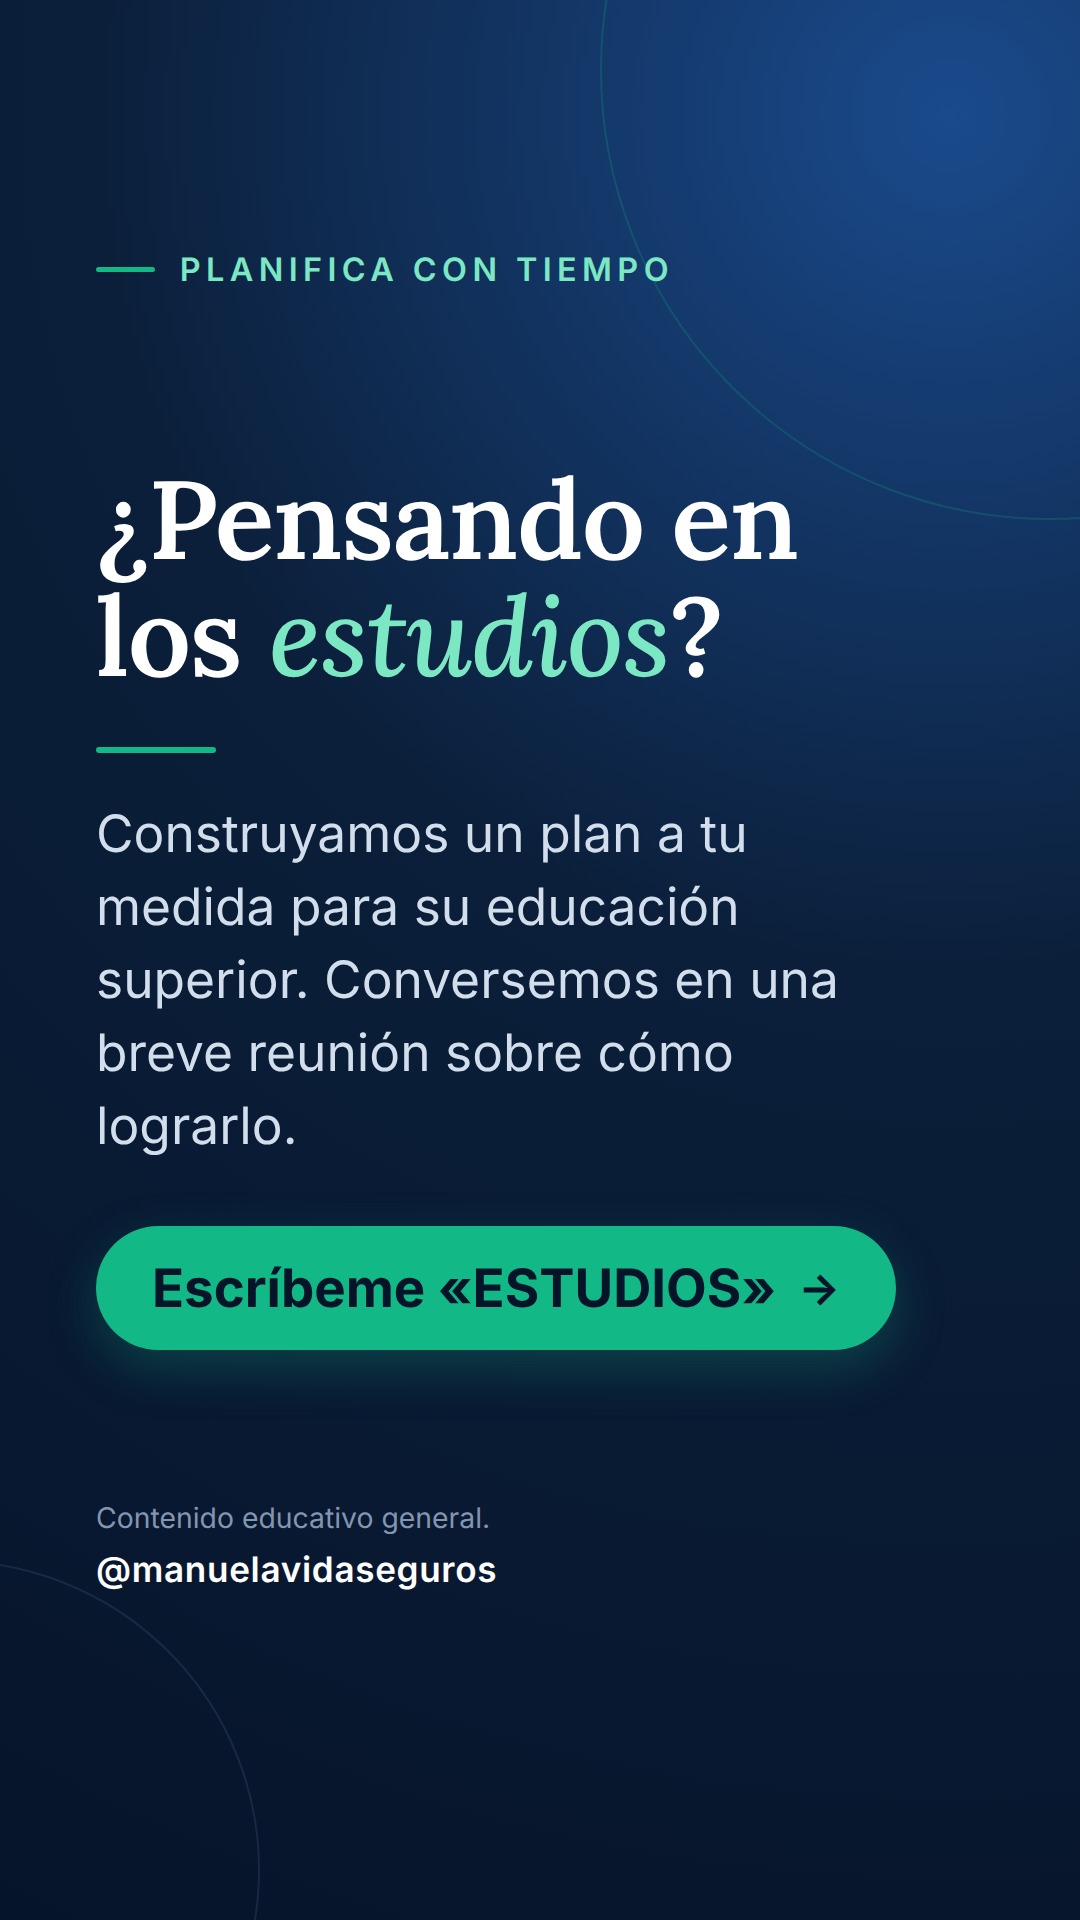 PLANIFICA CON TIEMPO
¿Pensando en
los estudios?
Construyamos un plan a tu
medida para su educación
superior. Conversemos en una
breve reunión sobre cómo
lograrlo.
Escríbeme «ESTUDIOS» →
Contenido educativo general.
@manuelavidaseguros